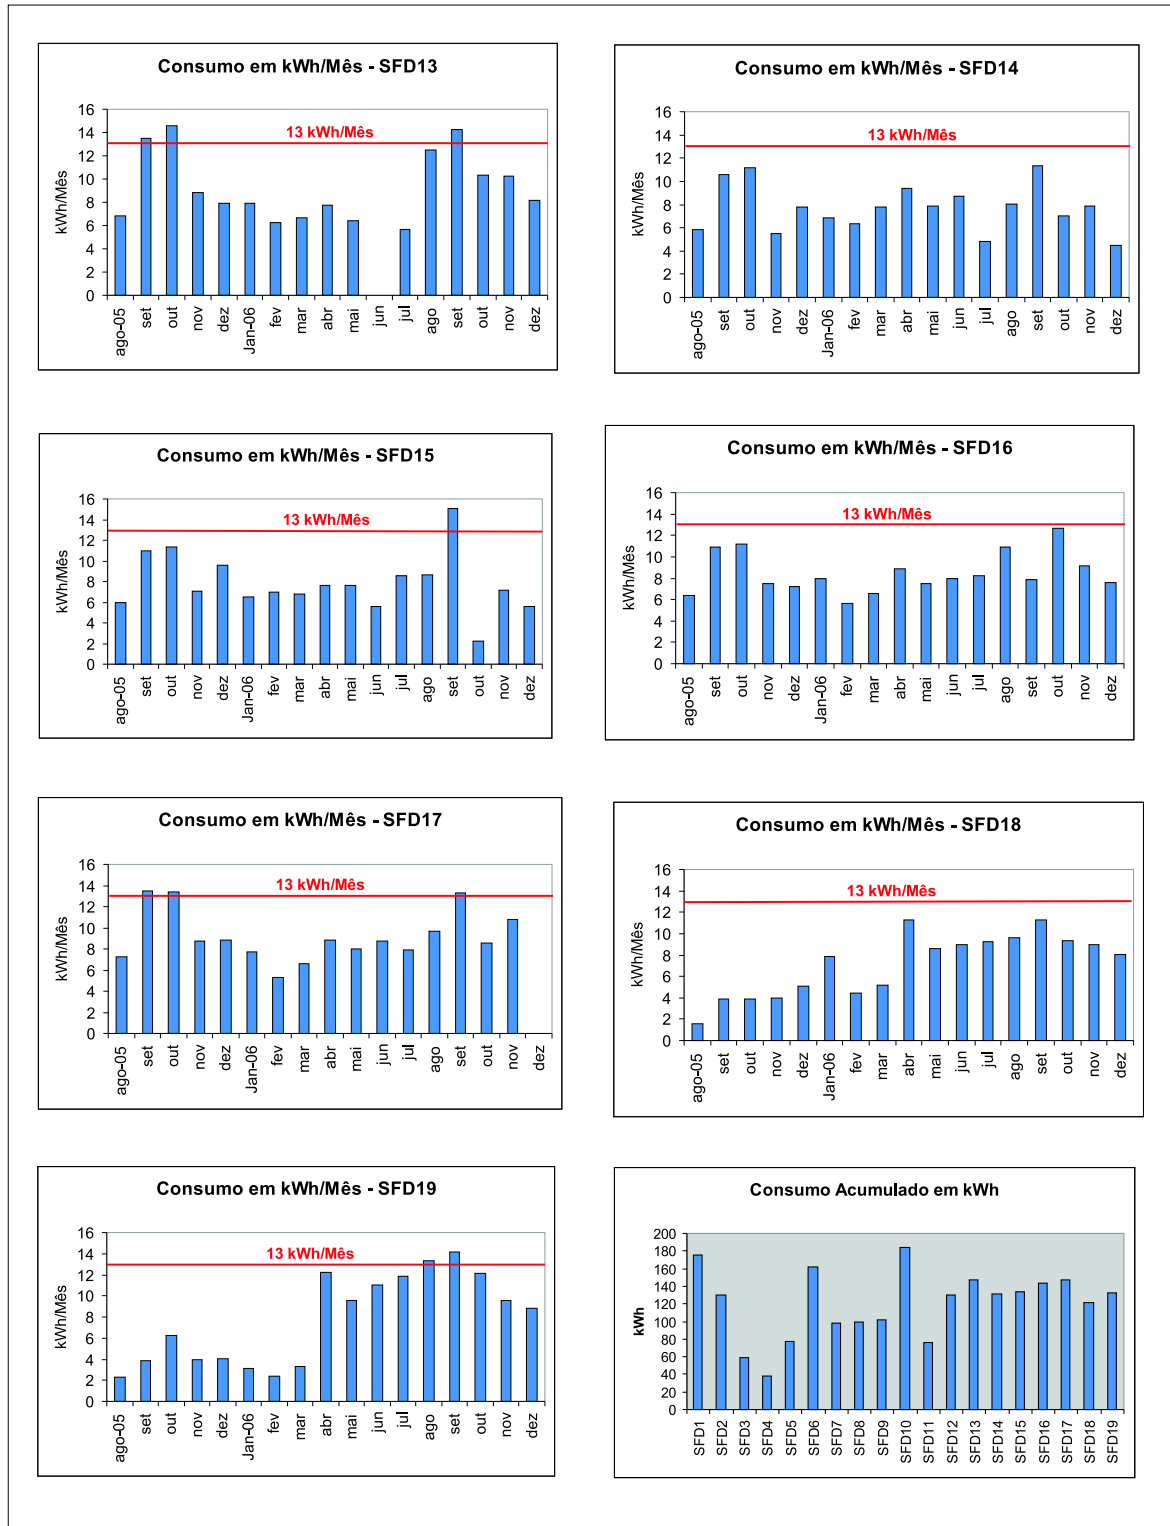 Consumo em kWh/Mês - SFD13
16
14
12
10
8
6
4
2
0
kWh/Mês
13 kWh/Mês
ago-05 set out nov dez Jan-06 fev mar abr mai jun jul ago set out nov dez
Consumo em kWh/Mês - SFD14
16
14
12
10
8
6
4
2
0
kWh/Mês
13 kWh/Mês
ago-05 set out nov dez Jan-06 fev mar abr mai jun jul ago set out nov dez
Consumo em kWh/Mês - SFD15
16
14
12
10
8
6
4
2
0
kWh/Mês
13 kWh/Mês
ago-05 set out nov dez Jan-06 fev mar abr mai jun jul ago set out nov dez
Consumo em kWh/Mês - SFD16
16
14
12
10
8
6
4
2
0
kWh/Mês
13 kWh/Mês
ago-05 set out nov dez Jan-06 fev mar abr mai jun jul ago set out nov dez
Consumo em kWh/Mês - SFD17
16
14
12
10
8
6
4
2
0
kWh/Mês
13 kWh/Mês
ago-05 set out nov dez Jan-06 fev mar abr mai jun jul ago set out nov dez
Consumo em kWh/Mês - SFD18
16
14
12
10
8
6
4
2
0
kWh/Mês
13 kWh/Mês
ago-05 set out nov dez Jan-06 fev mar abr mai jun jul ago set out nov dez
Consumo em kWh/Mês - SFD19
16
14
12
10
8
6
4
2
0
kWh/Mês
13 kWh/Mês
ago-05 set out nov dez Jan-06 fev mar abr mai jun jul ago set out nov dez
Consumo Acumulado em kWh
200
180
160
140
120
100
80
60
40
20
0
kWh
SFD1 SFD2 SFD3 SFD4 SFD5 SFD6 SFD7 SFD8 SFD9 SFD10 SFD11 SFD12 SFD13 SFD14 SFD15 SFD16 SFD17 SFD18 SFD19